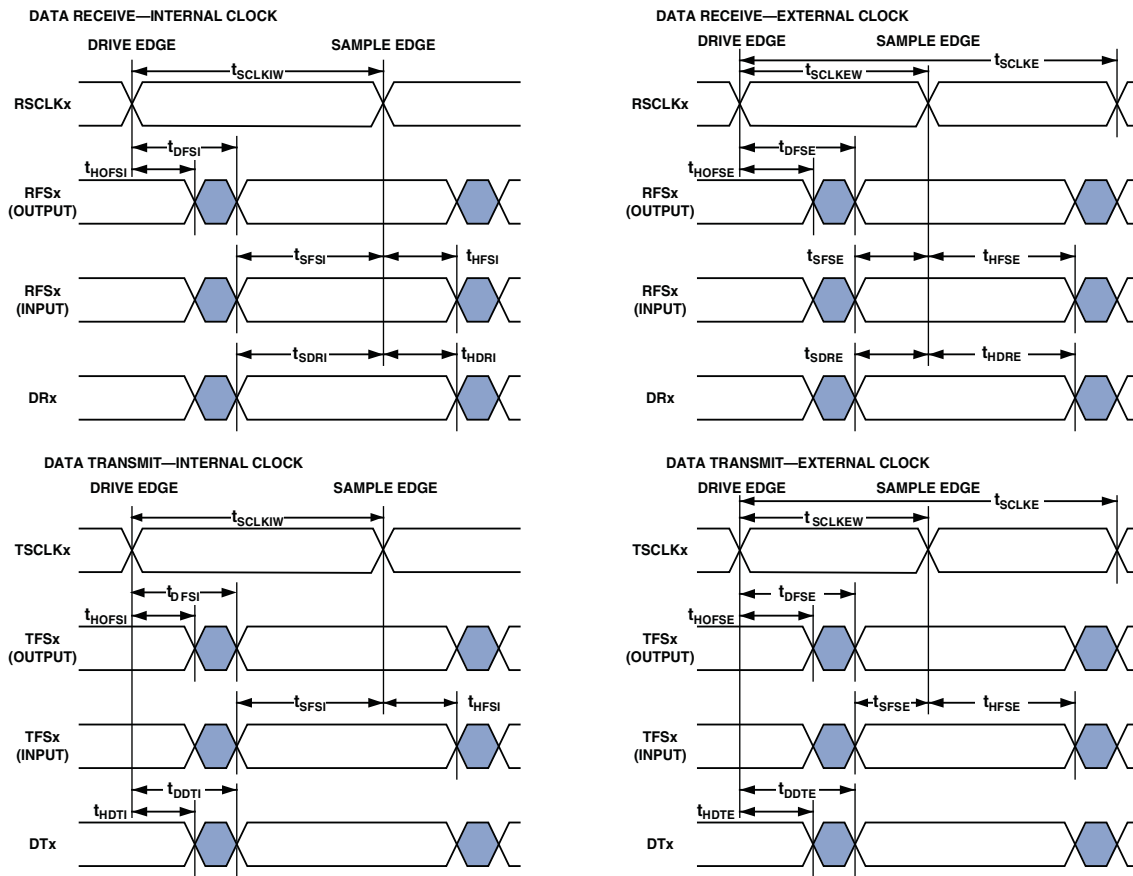 DATA RECEIVE—INTERNAL CLOCK
DRIVE EDGE
SAMPLE EDGE
tSCLKIW
RSCLKx
tDFSI
tHOFSI
RFSx
(OUTPUT)
tSFSI
tHFSI
RFSx
(INPUT)
tSDRI
tHDRI
DRx
DATA RECEIVE—EXTERNAL CLOCK
DRIVE EDGE
SAMPLE EDGE
tSCLKE
tSCLKEW
RSCLKx
tDFSE
tHOFSE
RFSx
(OUTPUT)
tSFSE
tHFSE
RFSx
(INPUT)
tSDRE
tHDRE
DRx
DATA TRANSMIT—INTERNAL CLOCK
DRIVE EDGE
SAMPLE EDGE
tSCLKIW
TSCLKx
tDFSI
tHOFSI
TFSx
(OUTPUT)
tSFSI
tHFSI
TFSx
(INPUT)
tDDTI
tHDTI
DTx
DATA TRANSMIT—EXTERNAL CLOCK
DRIVE EDGE
SAMPLE EDGE
tSCLKE
tSCLKEW
TSCLKx
tDFSE
tHOFSE
TFSx
(OUTPUT)
tSFSE
tHFSE
TFSx
(INPUT)
tDDTE
tHDTE
DTx